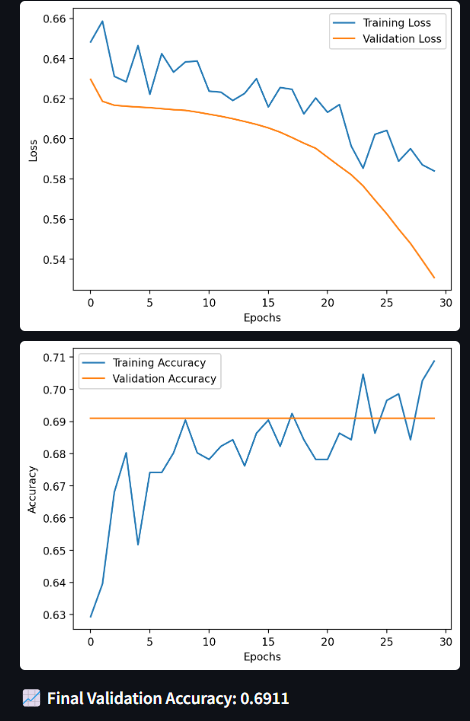 0.66
Training Loss
Validation Loss
0.64
0.62
0.60
0.58
0.56
0.54
Loss
0 5 10 15 20 25 30
Epochs
0.71
Training Accuracy
Validation Accuracy
0.70
0.69
0.68
0.67
0.66
0.65
0.64
0.63
Accuracy
0 5 10 15 20 25 30
Epochs
Final Validation Accuracy: 0.6911